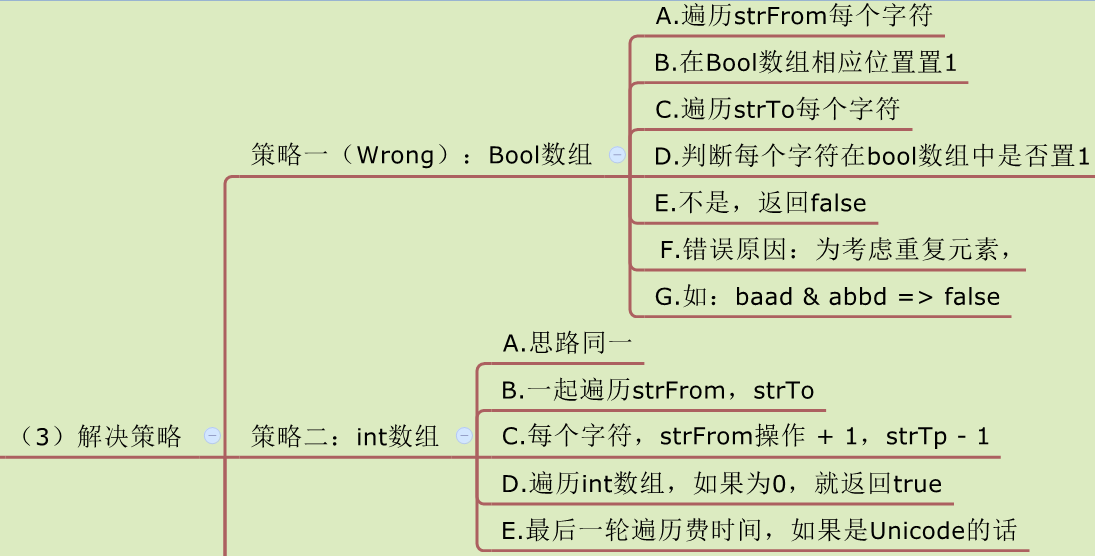 A.遍历strFrom每个字符
B.在Bool数组相应位置置1
C.遍历strTo每个字符
策略一（Wrong）：Bool数组
D.判断每个字符在bool数组中是否置1
E.不是，返回false
F.错误原因：为考虑重复元素，
G.如：baad & abbd => false
A.思路同一
B.一起遍历strFrom，strTo
（3）解决策略
策略二：int数组
C.每个字符，strFrom操作 + 1，strTp - 1
D.遍历int数组，如果为0，就返回true
E.最后一轮遍历费时间，如果是Unicode的话